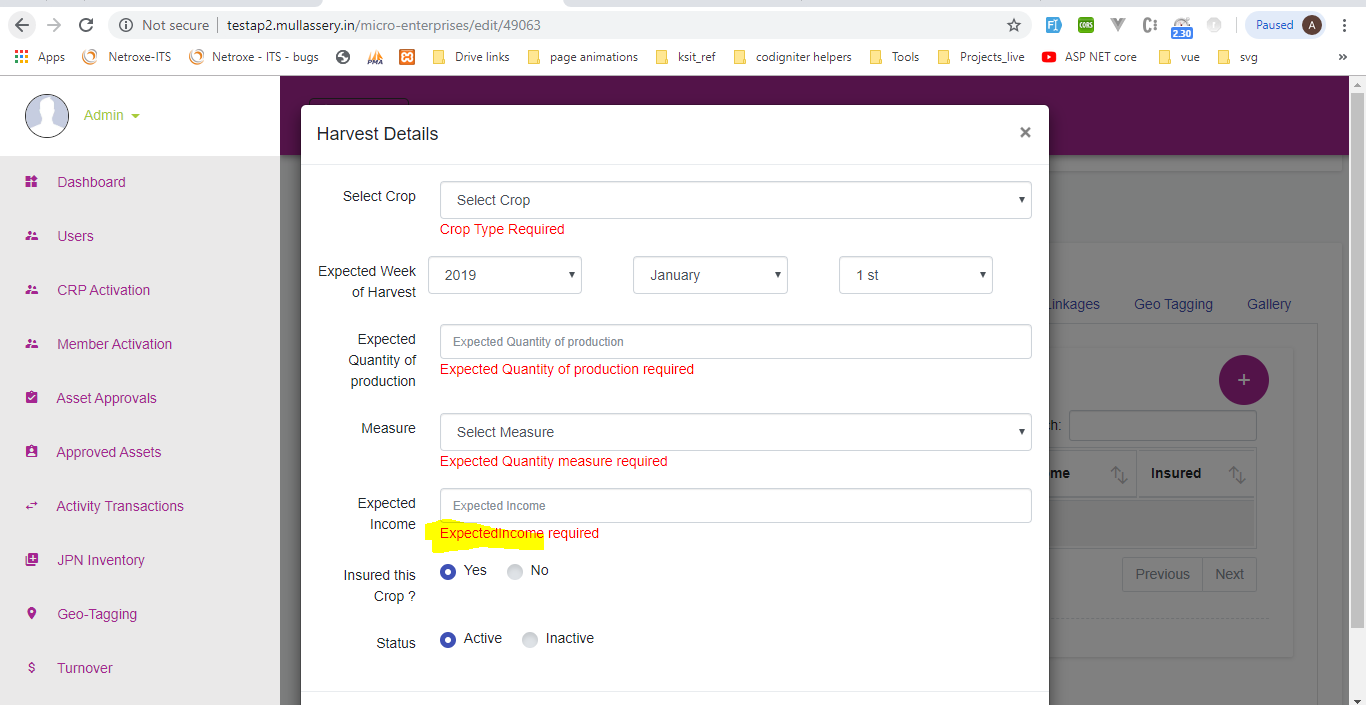 Not secure | testap2.mullassery.in/micro-enterprises/edit/49063
2.30
Paused A
Apps Netroxe-ITS Netroxe - ITS - bugs PMA Drive links page animations ksit_ref codigniter helpers Tools Projects_live ASP NET core vue svg »
Admin
Harvest Details ×
Dashboard
Users
CRP Activation
Member Activation
Asset Approvals
Approved Assets
Activity Transactions
JPN Inventory
Geo-Tagging
$ Turnover
Select Crop Select Crop
Crop Type Required
Expected Week 2019 January 1 st
of Harvest
Expected
Quantity of
production
Expected Quantity of production
Expected Quantity of production required
Measure Select Measure
Expected Quantity measure required
Expected
Income
Expected Income
ExpectedIncome required
Insured this
Crop ?
Yes No
Status Active Inactive
inkages Geo Tagging Gallery
+
ch:
me Insured
Previous Next